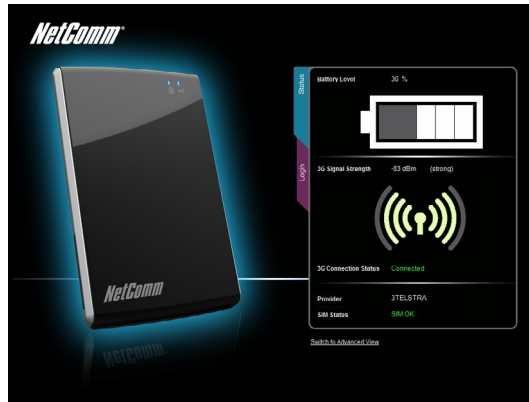 NetComm®
Status
Login
Battery Level 30 %
3G Signal Strength -83 dBm (strong)
3G Connection Status Connected
Provider 3TELSTRA
SIM Status SIM OK
Switch to Advanced View
NetComm